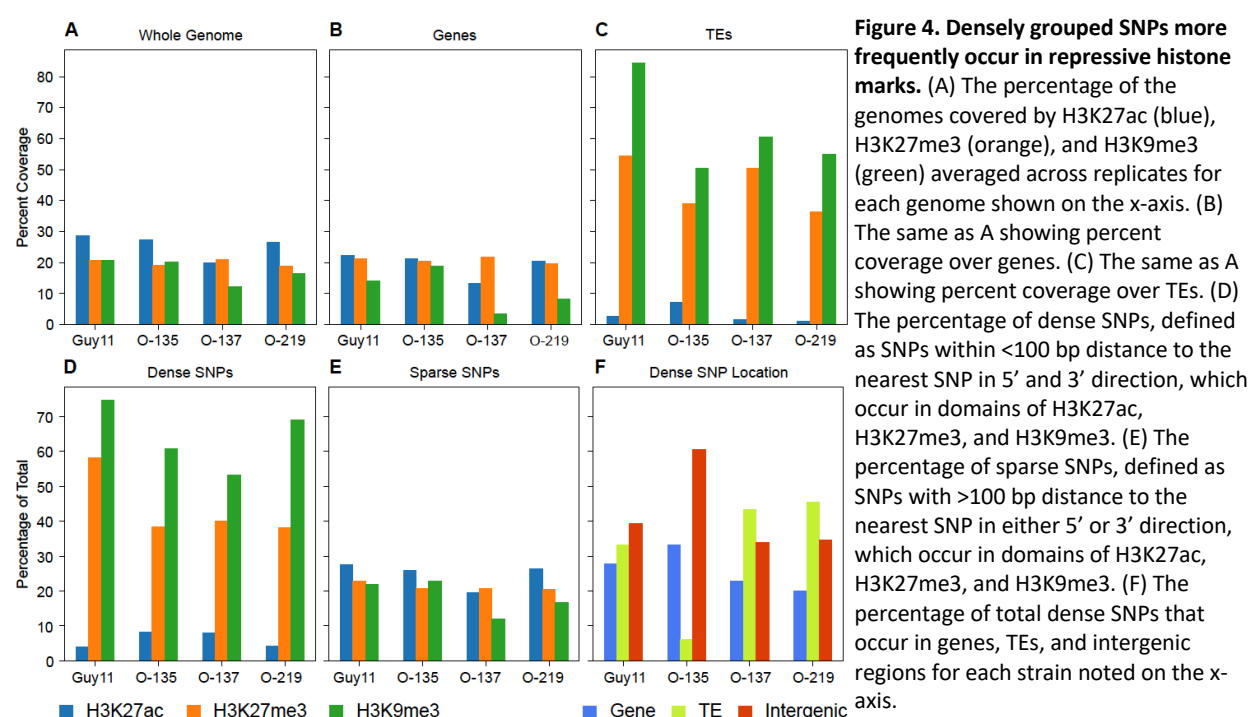 A Whole Genome
B Genes
C TEs
Percent Coverage
80
70
60
50
40
30
20
10
0
Guy11 O-135 O-137 O-219
Guy11 O-135 O-137 O-219
Guy11 O-135 O-137 O-219
D Dense SNPs
E Sparse SNPs
F Dense SNP Location
Percentage of Total
70
60
50
40
30
20
10
0
Guy11 O-135 O-137 O-219
Guy11 O-135 O-137 O-219
Guy11 O-135 O-137 O-219
H3K27ac H3K27me3 H3K9me3
Gene TE Intergenic
Figure 4. Densely grouped SNPs more
frequently occur in repressive histone
marks. (A) The percentage of the
genomes covered by H3K27ac (blue),
H3K27me3 (orange), and H3K9me3
(green) averaged across replicates for
each genome shown on the x-axis. (B)
The same as A showing percent
coverage over genes. (C) The same as A
showing percent coverage over TEs. (D)
The percentage of dense SNPs, defined
as SNPs within <100 bp distance to the
nearest SNP in 5’ and 3’ direction, which
occur in domains of H3K27ac,
H3K27me3, and H3K9me3. (E) The
percentage of sparse SNPs, defined as
SNPs with >100 bp distance to the
nearest SNP in either 5’ or 3’ direction,
which occur in domains of H3K27ac,
H3K27me3, and H3K9me3. (F) The
percentage of total dense SNPs that
occur in genes, TEs, and intergenic
regions for each strain noted on the x-
axis.